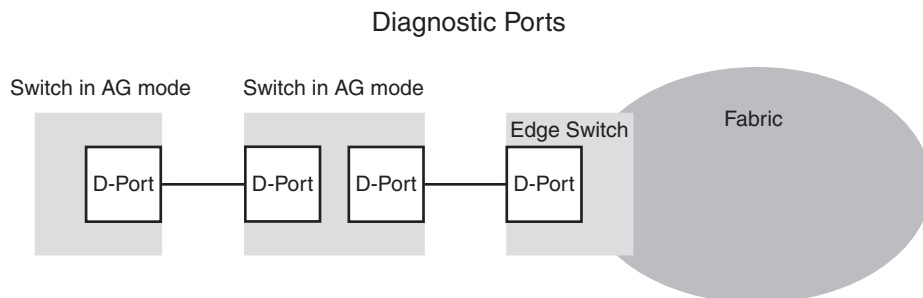 Diagnostic Ports
Switch in AG mode
Switch in AG mode
Edge Switch
Fabric
D-Port
D-Port
D-Port
D-Port